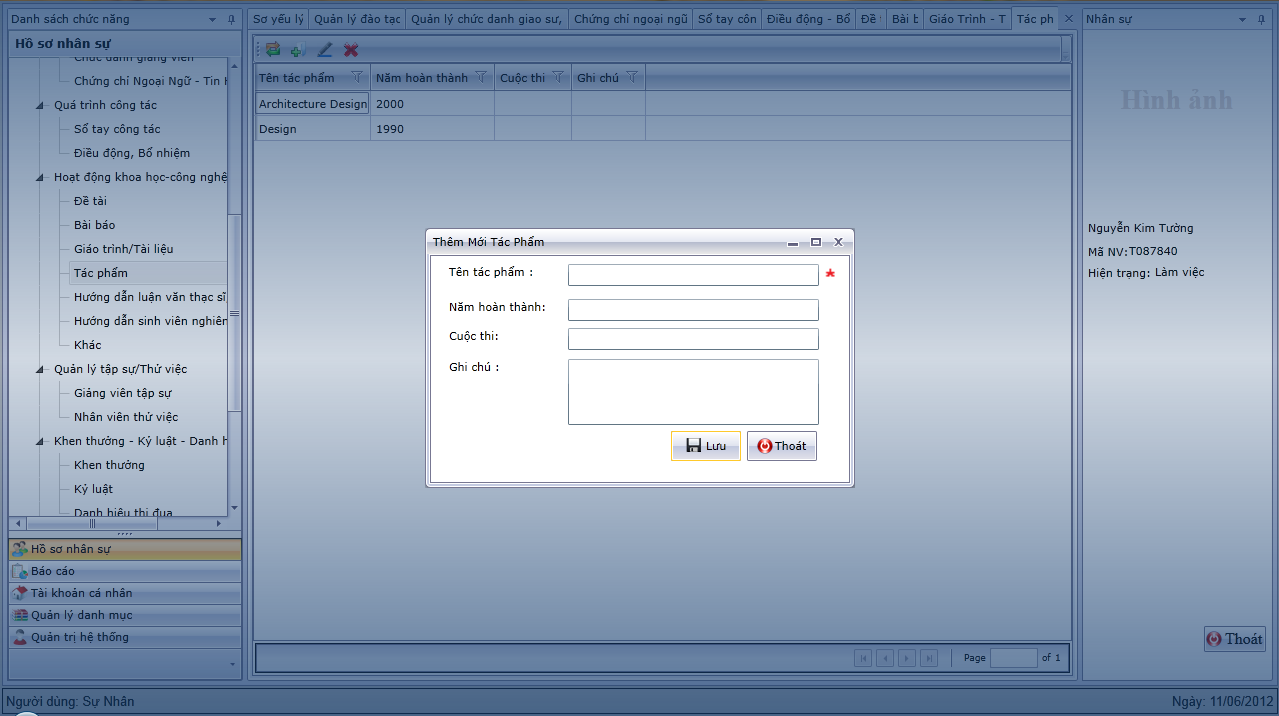 Danh sách chức năng
Hồ sơ nhân sự
Chức danh giảng viên
Chứng chỉ Ngoại Ngữ - Tin H
Quá trình công tác
Sổ tay công tác
Điều động, Bổ nhiệm
Hoạt động khoa học-công nghệ
Đề tài
Bài báo
Giáo trình/Tài liệu
Tác phẩm
Hướng dẫn luận văn thạc sĩ
Hướng dẫn sinh viên nghiên
Khác
Quản lý tập sự/Thử việc
Giảng viên tập sự
Nhân viên thử việc
Khen thưởng - Kỷ luật - Danh h
Khen thưởng
Kỷ luật
Danh hiệu thi đua
Hồ sơ nhân sự
Báo cáo
Tài khoản cá nhân
Quản lý danh mục
Quản trị hệ thống
Sơ yếu lý Quản lý đào tạc Quản lý chức danh giao sư, Chứng chỉ ngoại ngũ Sổ tay côn Điều động - Bổ Đề Bài b Giáo Trình - T Tác ph
Tên tác phẩm Năm hoàn thành Cuộc thi Ghi chú
Architecture Design 2000
Design 1990
Thêm Mới Tác Phẩm
Tên tác phẩm : *
Năm hoàn thành:
Cuộc thi:
Ghi chú :
Lưu Thoát
Page of 1
Nhân sự
Hình ảnh
Nguyễn Kim Tường
Mã NV:T087840
Hiện trạng: Làm việc
Thoát
Người dùng: Sự Nhân
Ngày: 11/06/2012